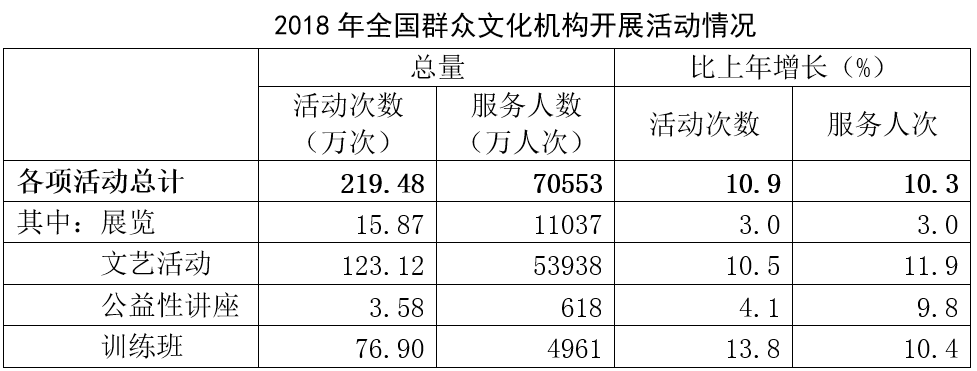 2018 年全国群众文化机构开展活动情况
总量 比上年增长（%）
活动次数 服务人数 活动次数 服务人次
（万次） （万人次）
各项活动总计 219.48 70553 10.9 10.3
其中：展览 15.87 11037 3.0 3.0
文艺活动 123.12 53938 10.5 11.9
公益性讲座 3.58 618 4.1 9.8
训练班 76.90 4961 13.8 10.4